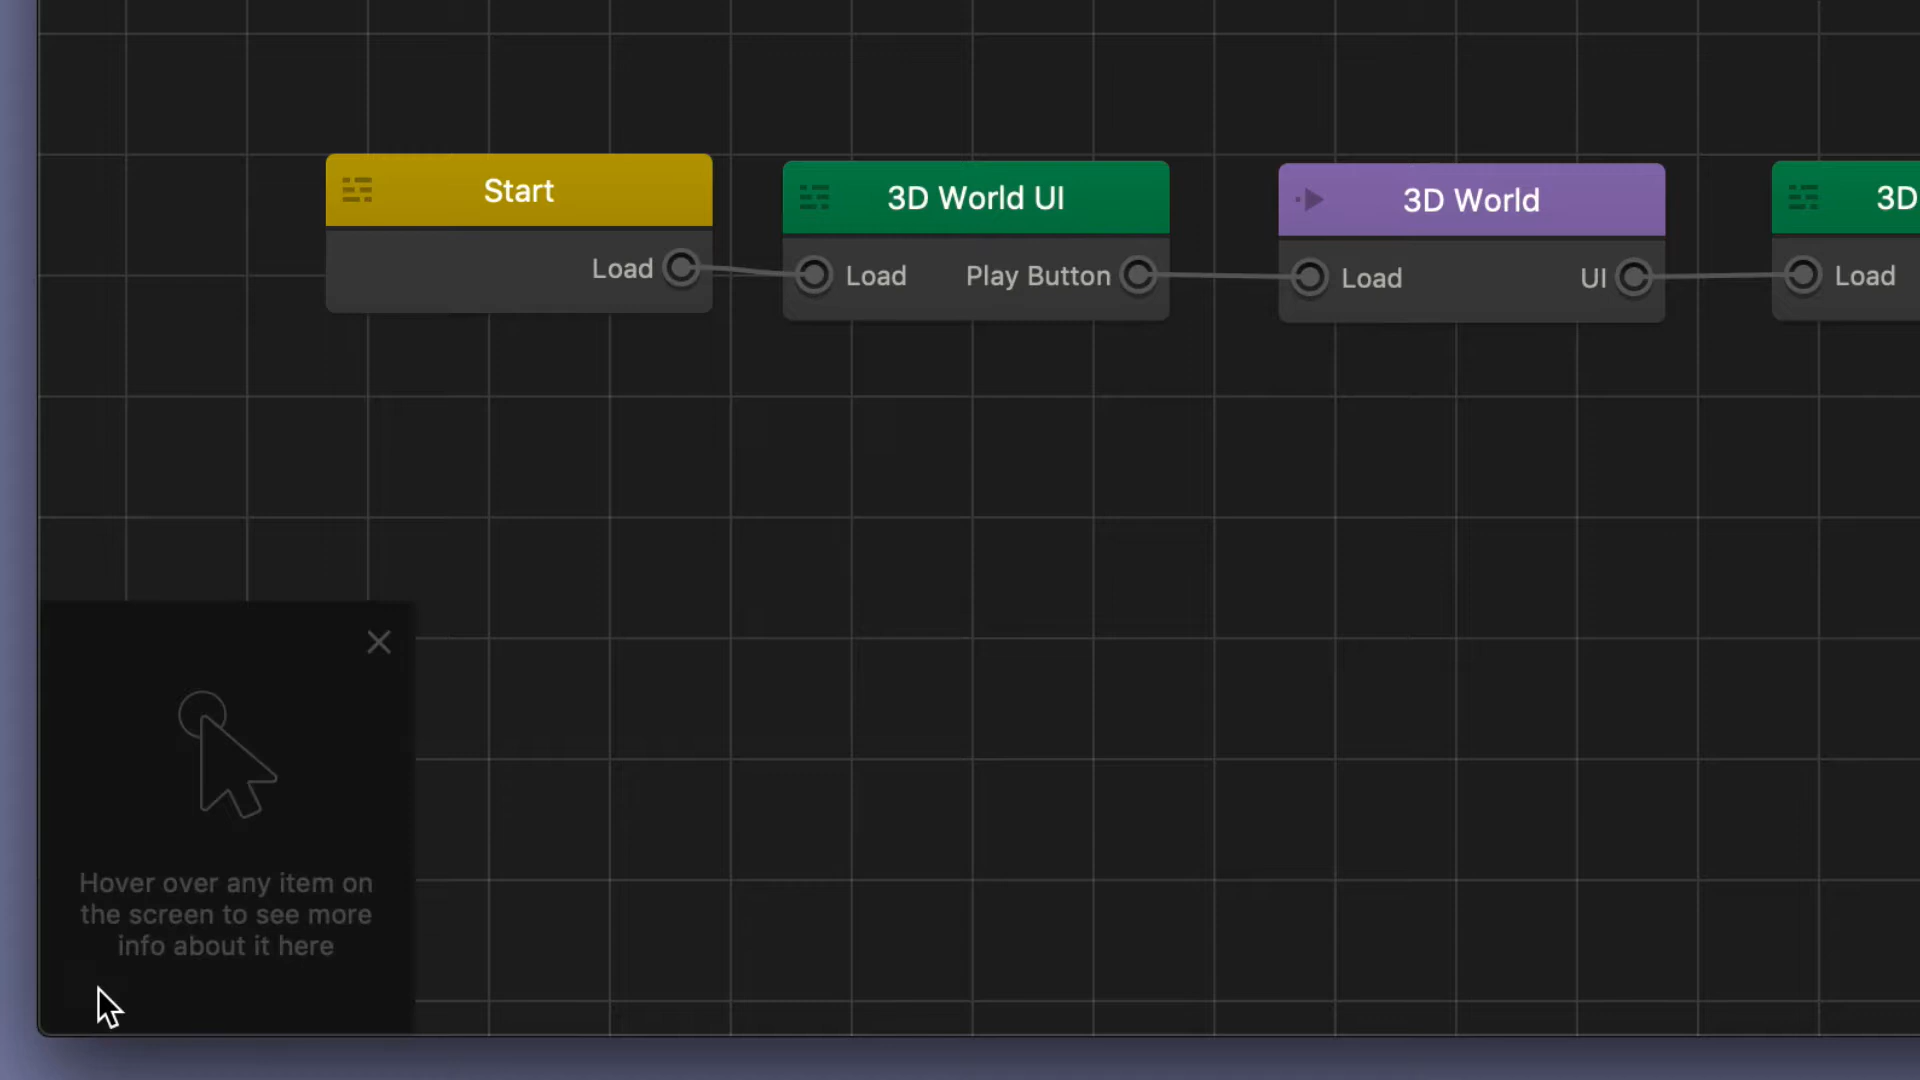 Start
3D World UI
3D World
3D
Load
Load
Play Button
Load
UI
Load
Hover over any item on
the screen to see more
info about it here